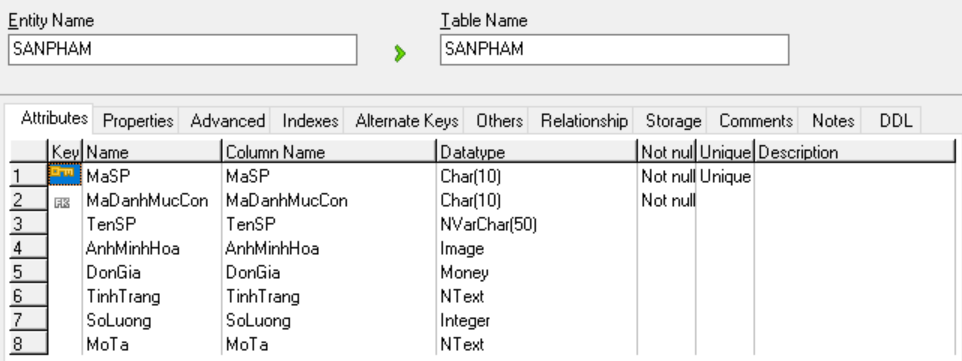 Entity Name Table Name
SANPHAM SANPHAM
Attributes Properties Advanced Indexes Alternate Keys Others Relationship Storage Comments Notes DDL
Key Name Column Name Datatype Not nul Unique Description
1 MaSP MaSP Char(10) Not null Unique
2 FK MaDanhMucCon MaDanhMucCon Char(10) Not null
3 TenSP TenSP NVarChar(50)
4 AnhMinhHoa AnhMinhHoa Image
5 DonGia DonGia Money
6 TinhTrang TinhTrang NText
7 SoLuong SoLuong Integer
8 MoTa MoTa NText